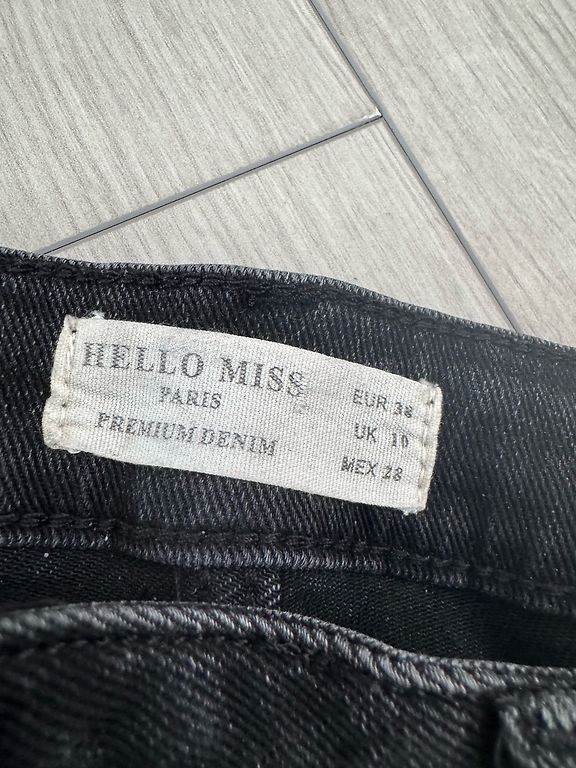 HELLO MISS
PARIS
PREMIUM DENIM
EUR 38
UK 10
MEX 28